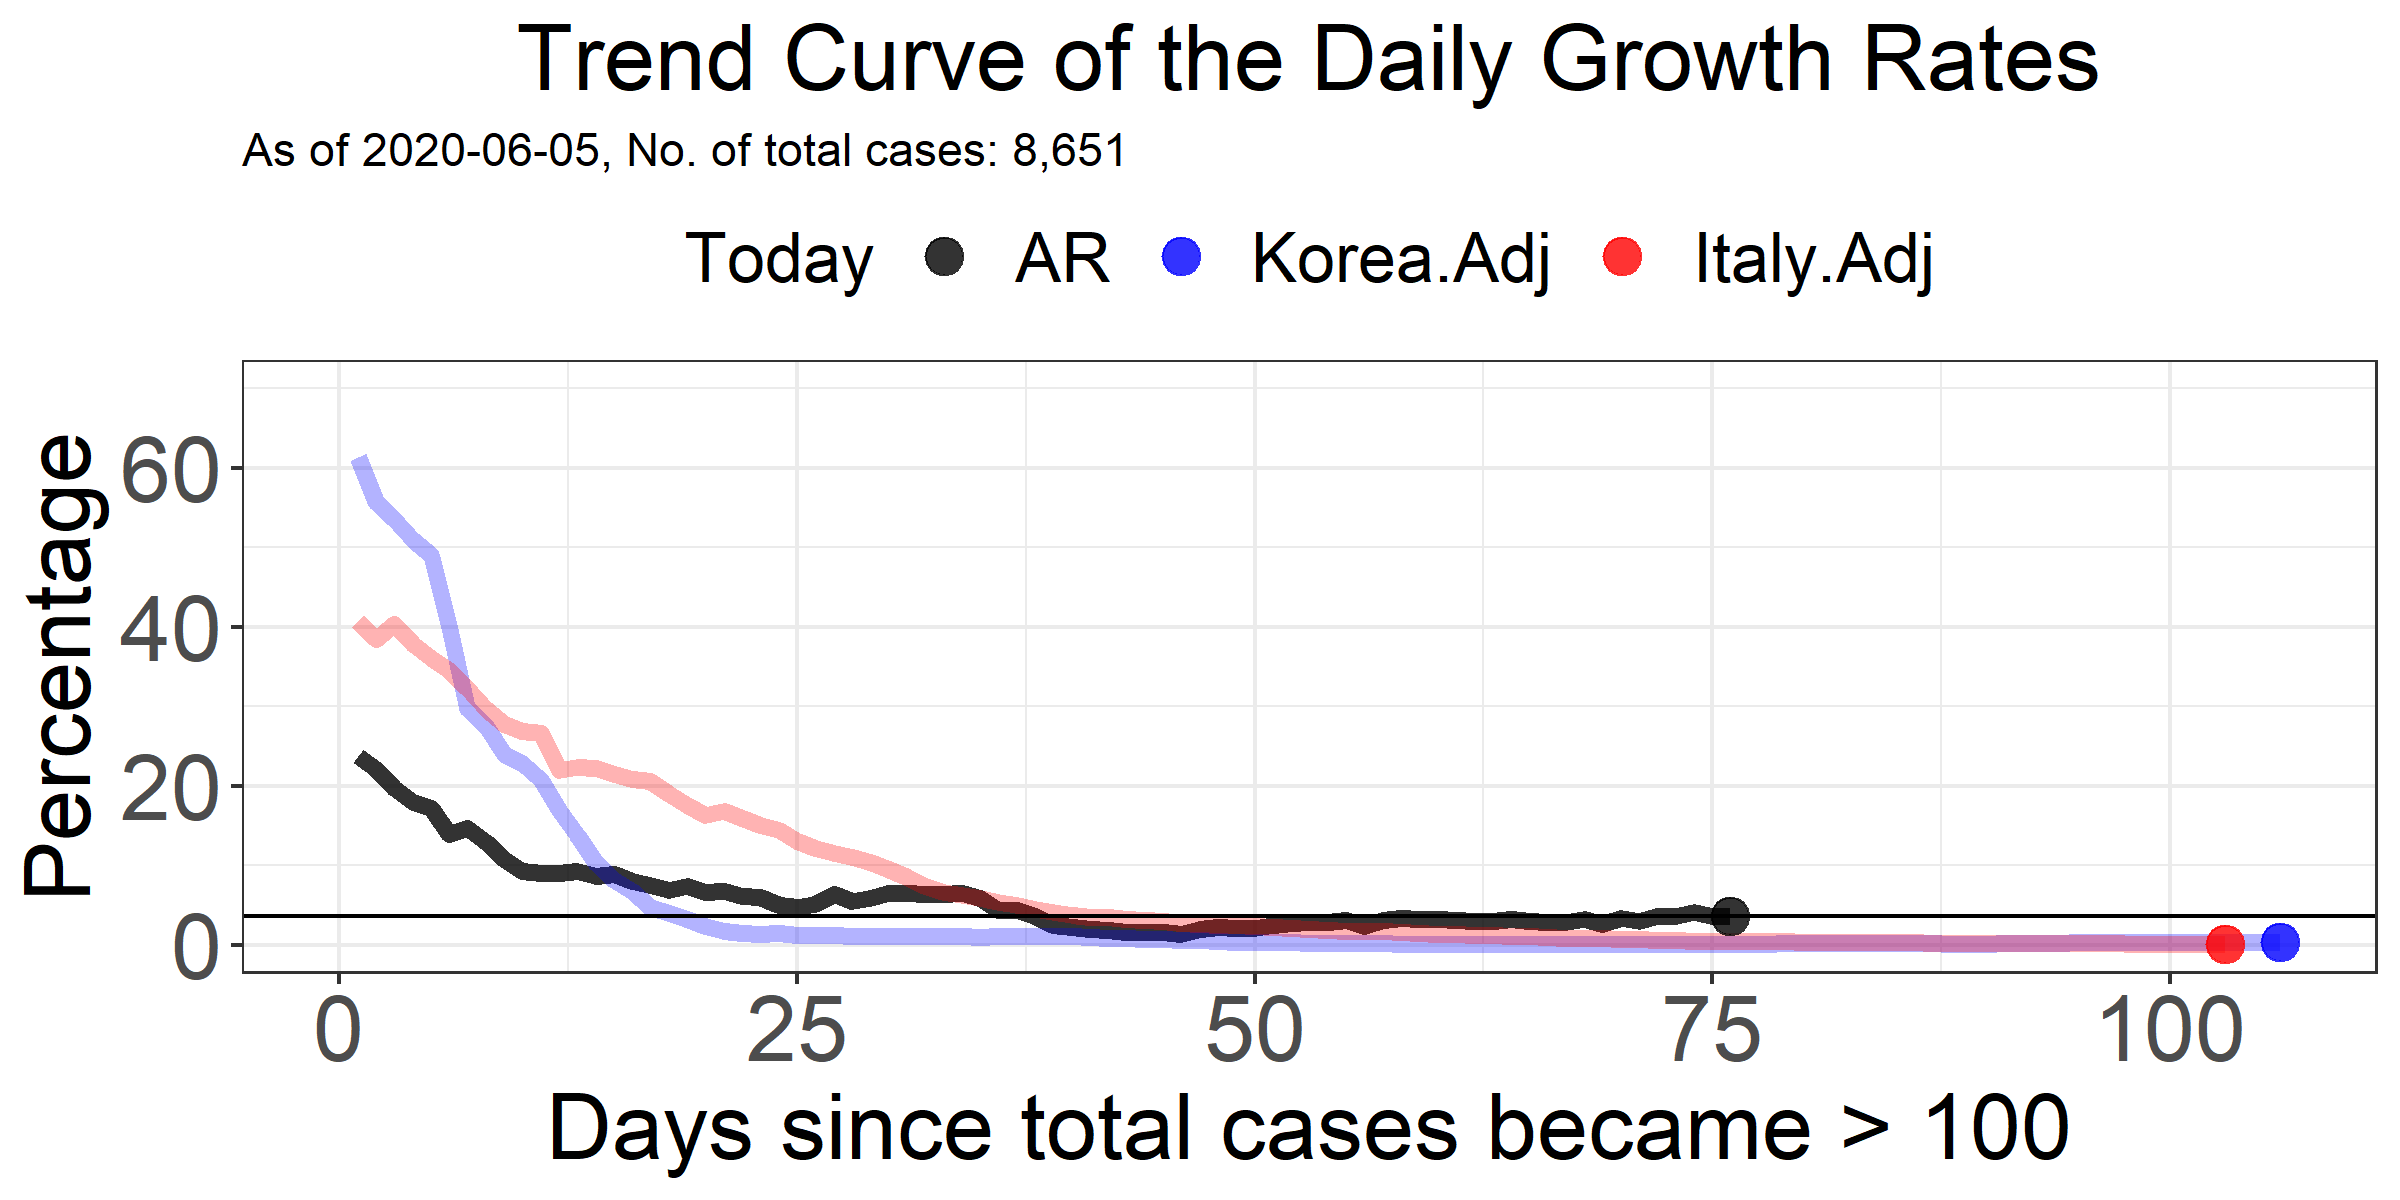 Trend Curve of the Daily Growth Rates
As of 2020-06-05, No. of total cases: 8,651
Today AR Korea.Adj Italy.Adj
Percentage
60
40
20
0
0 25 50 75 100
Days since total cases became > 100